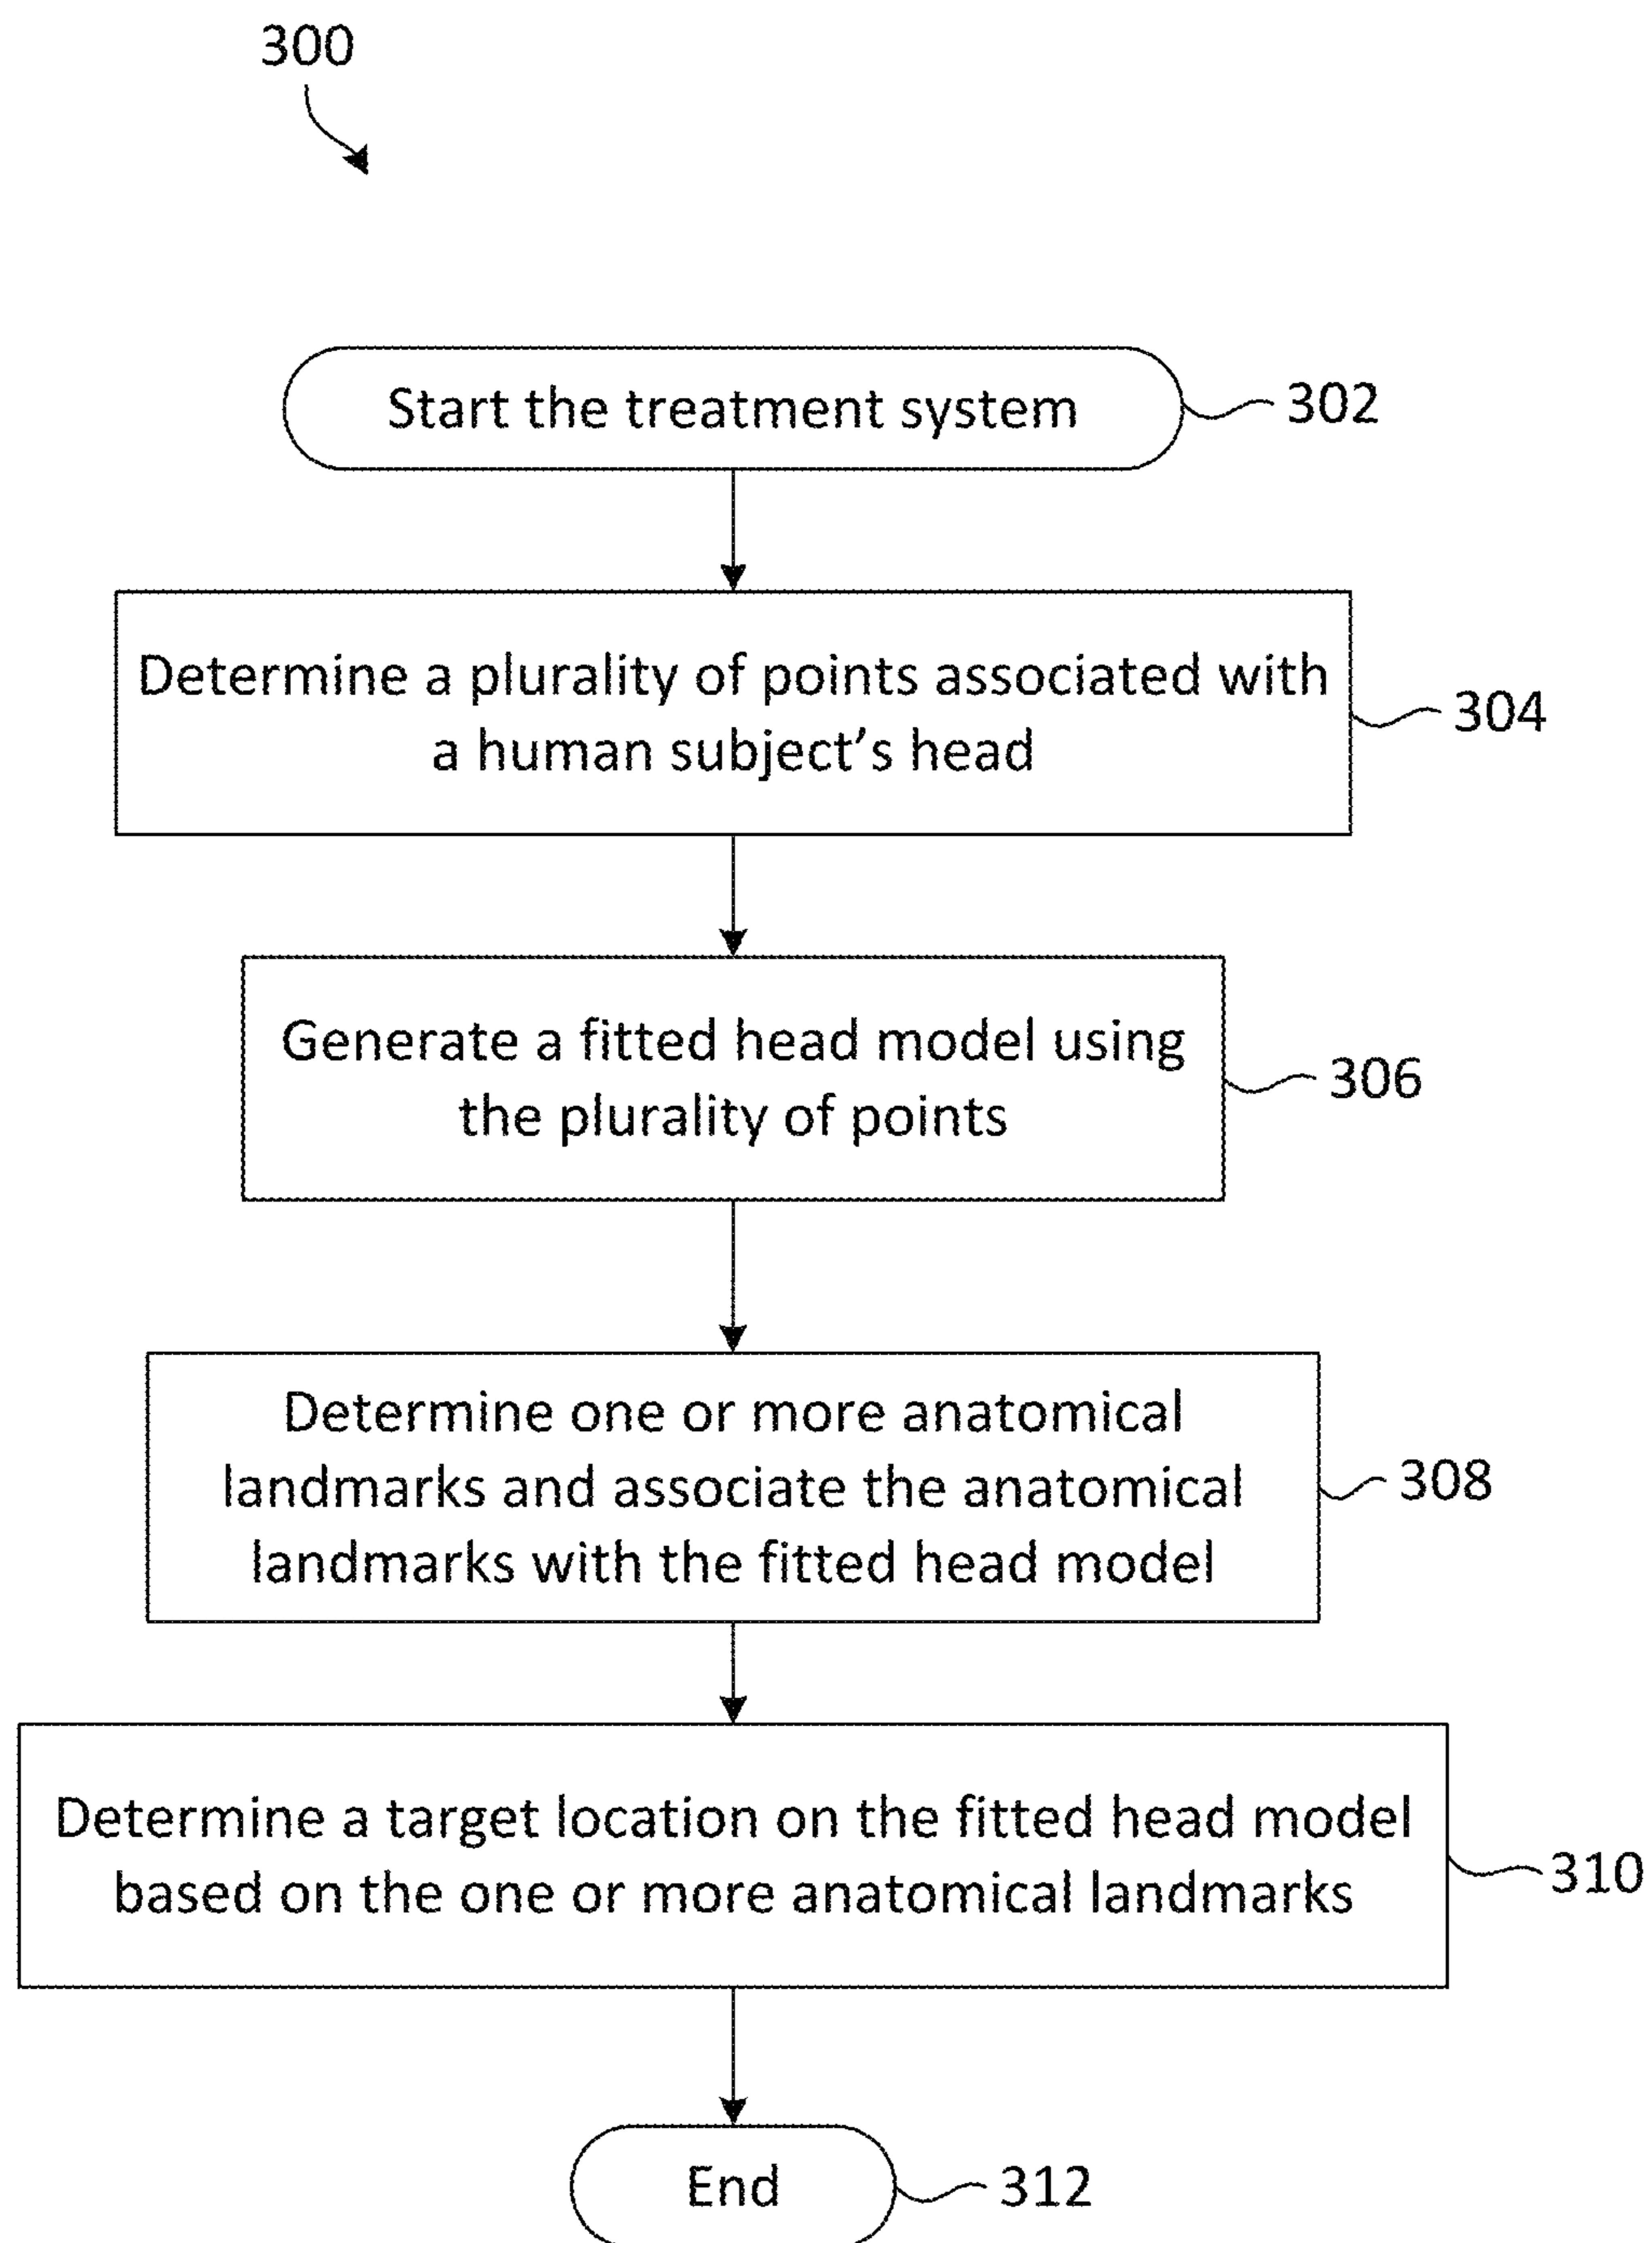 300
Start the treatment system
302
Determine a plurality of points associated with
a human subject's head
304
Generate a fitted head model using
the plurality of points
306
Determine one or more anatomical
landmarks and associate the anatomical
landmarks with the fitted head model
308
Determine a target location on the fitted head model
based on the one or more anatomical landmarks
310
End
312